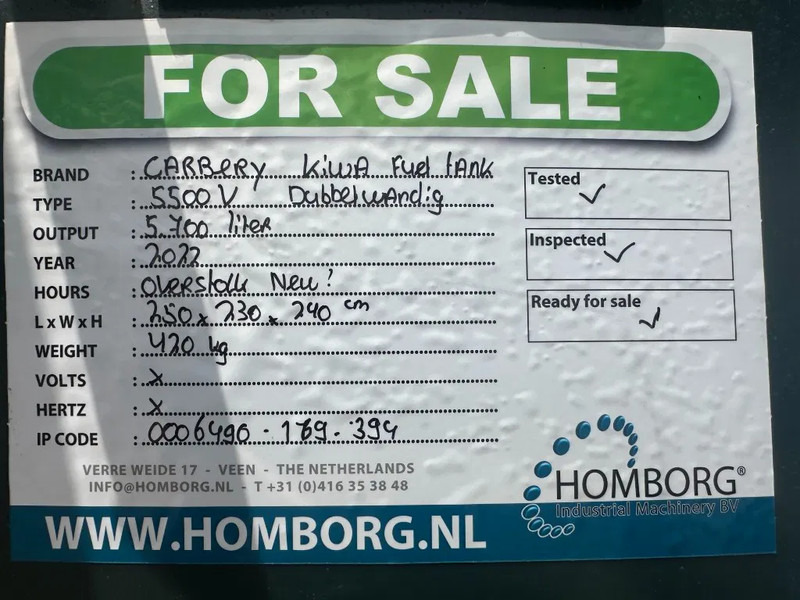 FOR SALE
BRAND : CARBERY Kiwa Fuel tank
TYPE : 5500 V Dubbelwandig
OUTPUT : 5.700 liter
YEAR : 2022
HOURS : Overstock New!
L x W x H : 250 x 230 x 240 cm
WEIGHT : 420 kg
VOLTS : x
HERTZ : x
IP CODE : 0006490 - 169 - 394
Tested ✓
Inspected ✓
Ready for sale ✓
VERRE WEIDE 17 - VEEN - THE NETHERLANDS
INFO@HOMBORG.NL - T +31 (0)416 35 38 48
HOMBORG®
Industrial Machinery BV
WWW.HOMBORG.NL